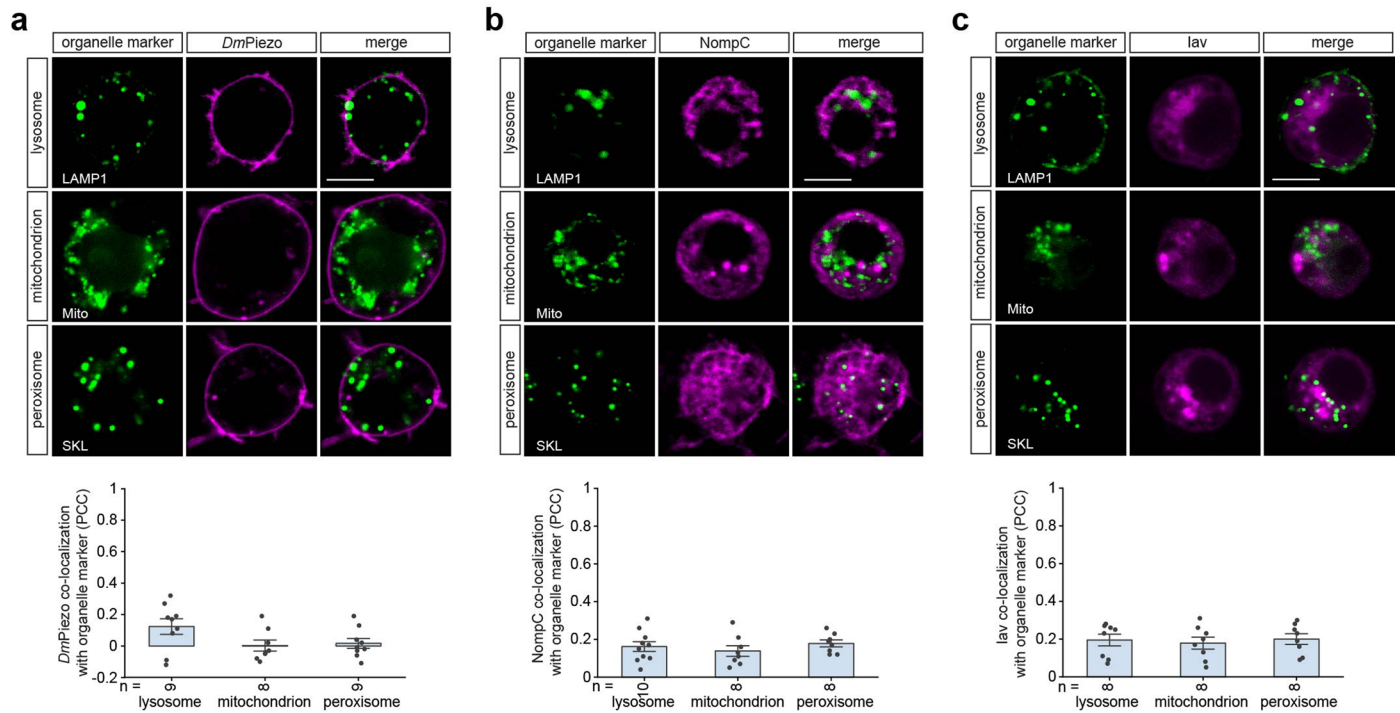 a
organelle marker DmPiezo merge
lysosome
LAMP1
mitochondrion
Mito
peroxisome
SKL
DmPiezo co-localization
with organelle marker (PCC)
1
0.8
0.6
0.4
0.2
0
-0.2
n = 9 8 9
lysosome mitochondrion peroxisome
b
organelle marker NompC merge
lysosome
LAMP1
mitochondrion
Mito
peroxisome
SKL
NompC co-localization
with organelle marker (PCC)
1
0.8
0.6
0.4
0.2
0
n = 10 8 8
lysosome mitochondrion peroxisome
c
organelle marker Iav merge
lysosome
LAMP1
mitochondrion
Mito
peroxisome
SKL
Iav co-localization
with organelle marker (PCC)
1
0.8
0.6
0.4
0.2
0
n = 8 8 8
lysosome mitochondrion peroxisome